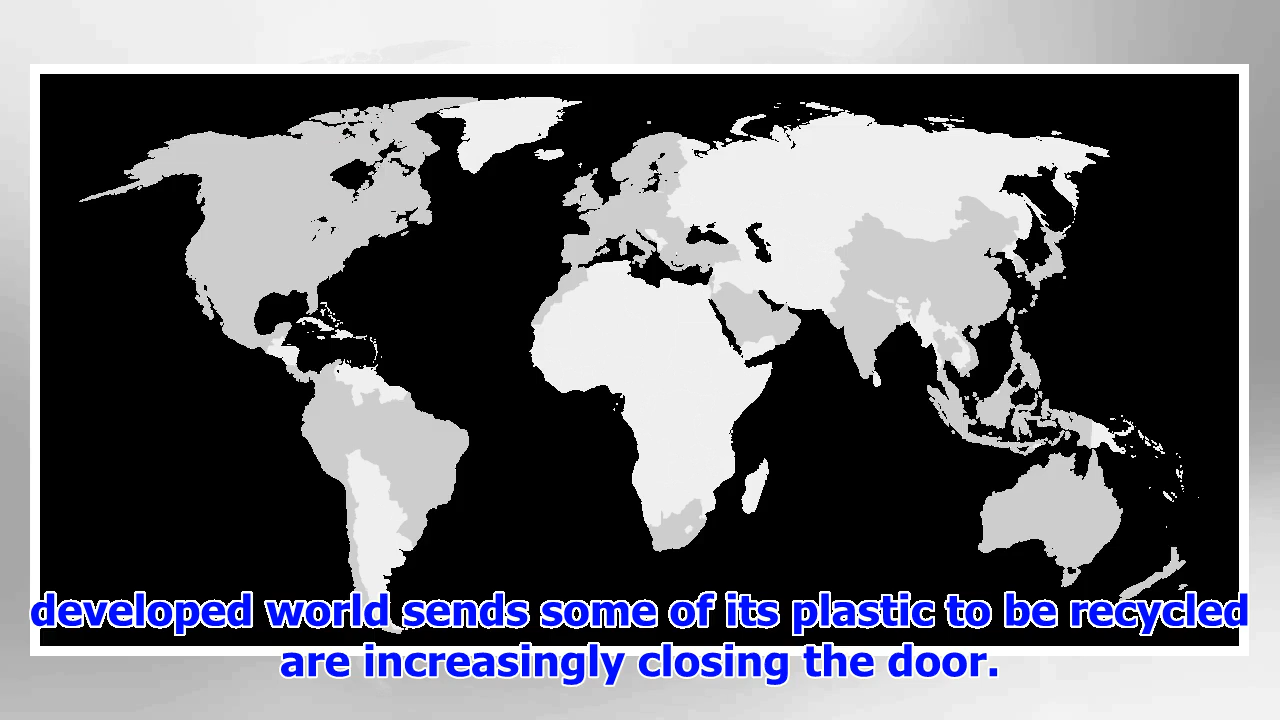 developed world sends some of its plastic to be recycled
are increasingly closing the door.